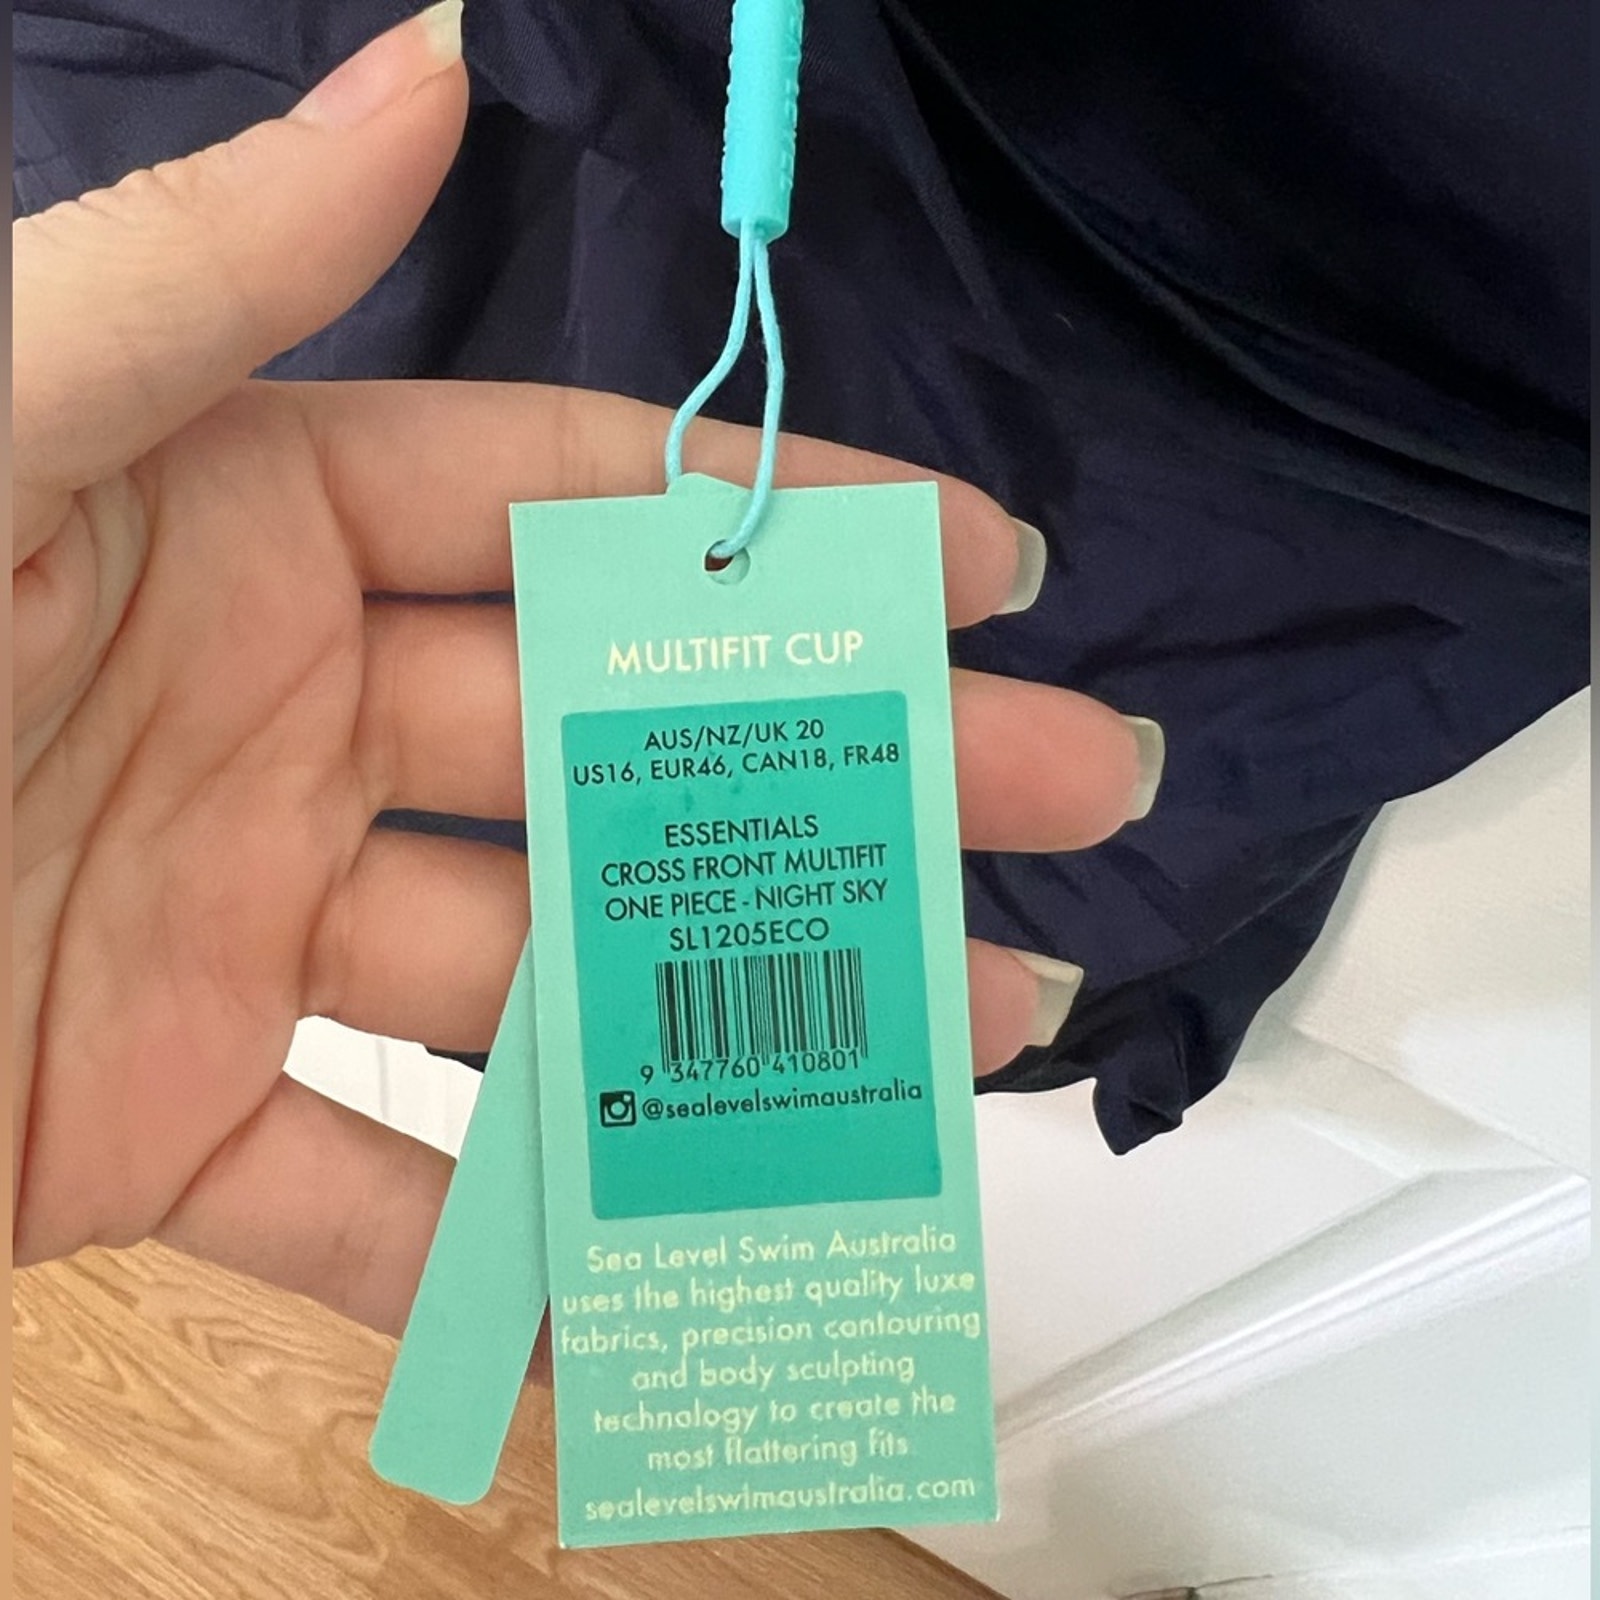 MULTIFIT CUP
AUS/NZ/UK 20
US16, EUR46, CAN18, FR48
ESSENTIALS
CROSS FRONT MULTIFIT
ONE PIECE - NIGHT SKY
SL1205ECO
9 347760 410801
@sealevelswimaustralia
Sea Level Swim Australia
uses the highest quality luxe
fabrics, precision contouring
and body sculpting
technology to create the
most flattering fits
sealevelswimaustralia.com